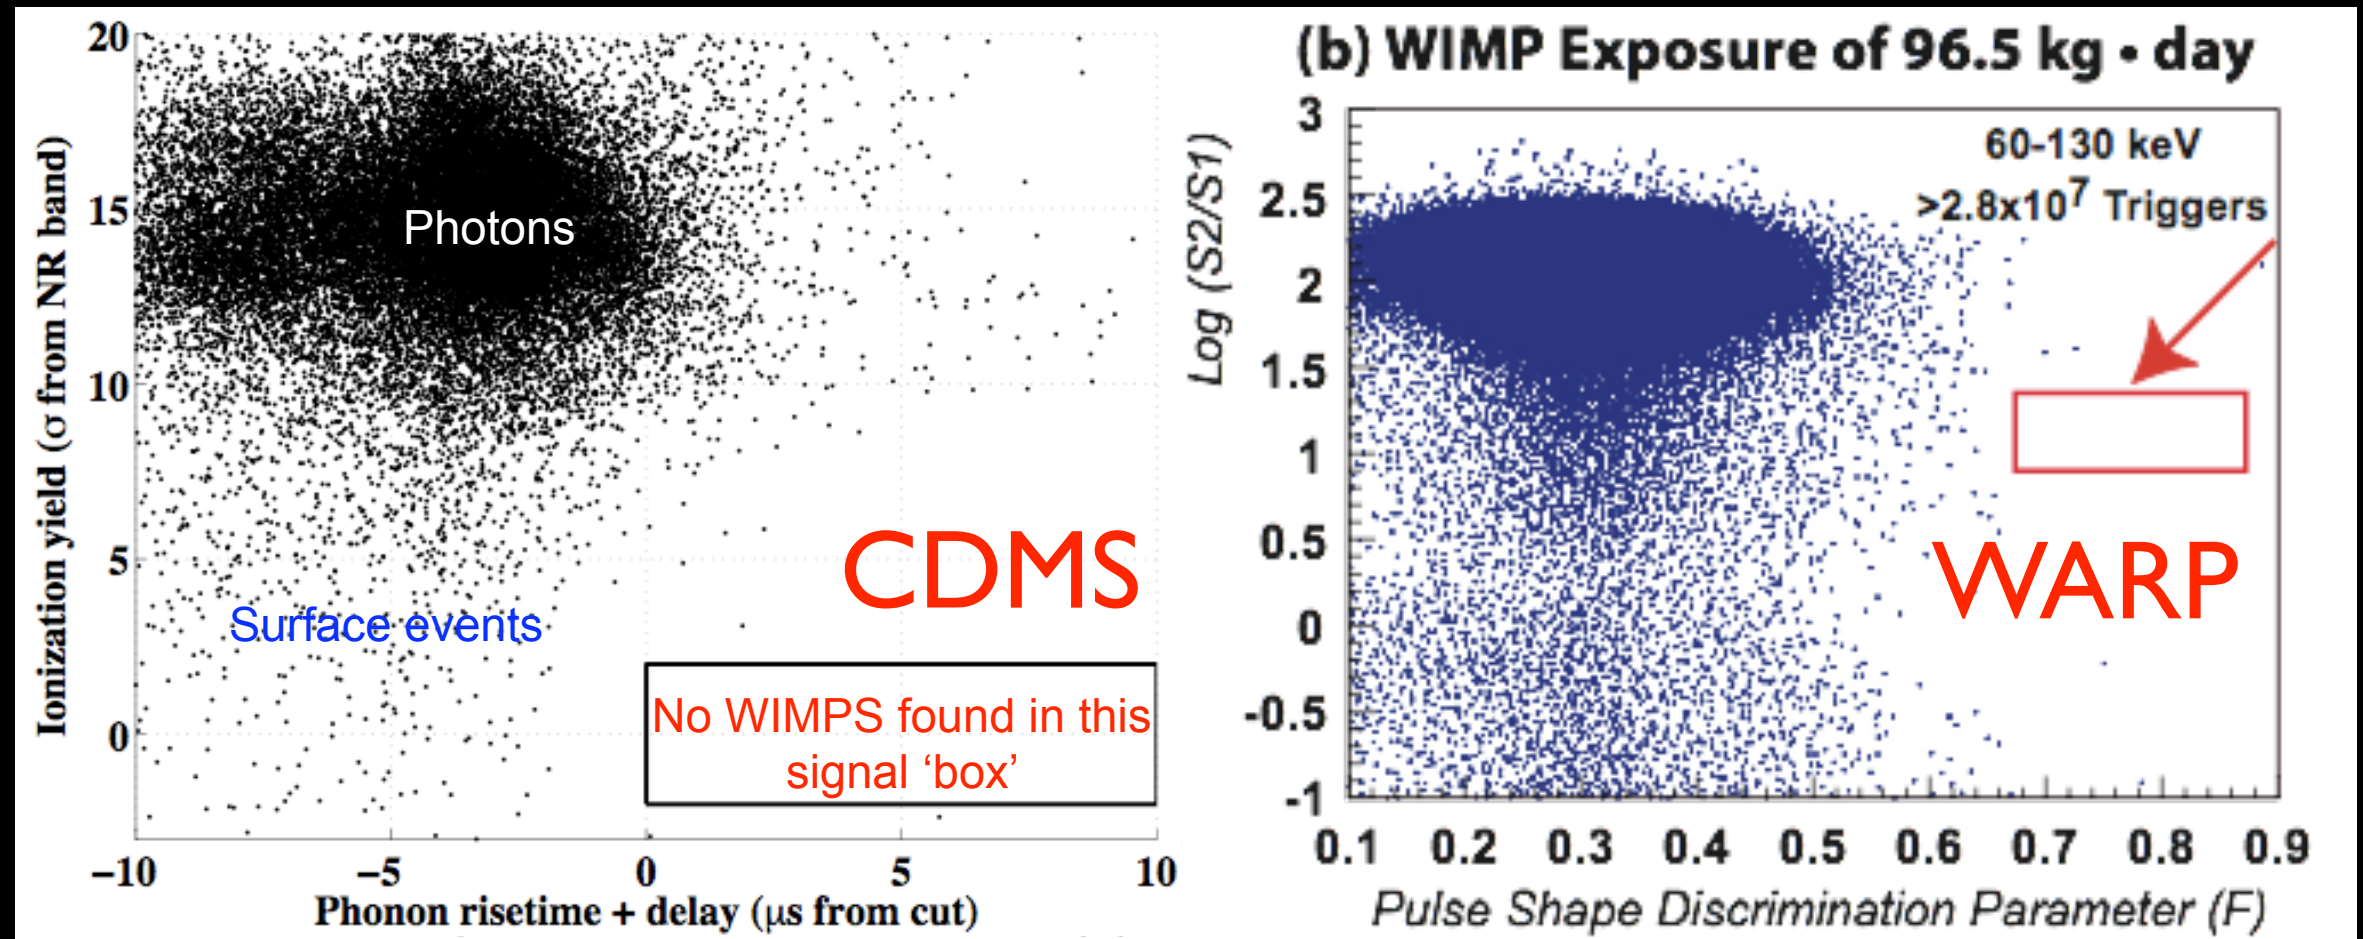 20
15
10
5
0
−10
−5
0
5
10
Ionization yield (σ from NR band)
Phonon risetime + delay (μs from cut)
Photons
Surface events
CDMS
No WIMPS found in this
signal ‘box’
(b) WIMP Exposure of 96.5 kg • day
3
2.5
2
1.5
1
0.5
0
-0.5
-1
0.1
0.2
0.3
0.4
0.5
0.6
0.7
0.8
0.9
Log (S2/S1)
Pulse Shape Discrimination Parameter (F)
60-130 keV
>2.8x10⁷ Triggers
WARP